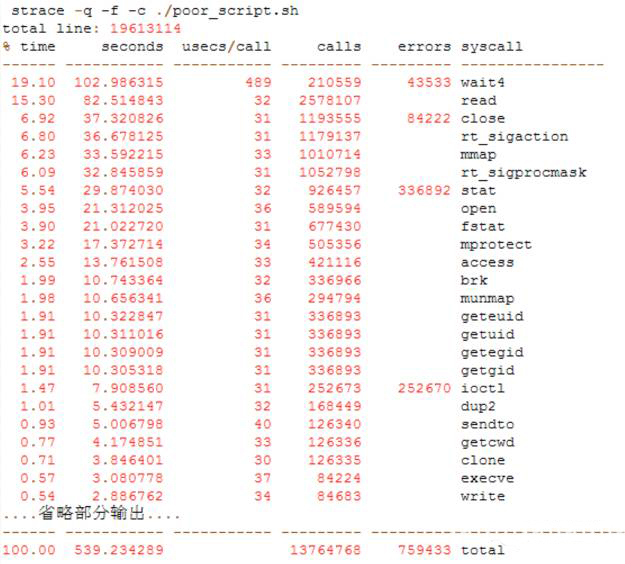 strace -q -f -c ./poor_script.sh
total line: 19613114
% time seconds usecs/call calls errors syscall
------ ----------- ----------- --------- --------- ----------------
19.10 102.986315 489 210559 43533 wait4
15.30 82.514843 32 2578107 read
6.92 37.320826 31 1193555 84222 close
6.80 36.678125 31 1179137 rt_sigaction
6.23 33.592215 33 1010714 mmap
6.09 32.845859 31 1052798 rt_sigprocmask
5.54 29.874030 32 926457 336892 stat
3.95 21.312025 36 589594 open
3.90 21.022720 31 677430 fstat
3.22 17.372714 34 505356 mprotect
2.55 13.761508 33 421116 access
1.99 10.743364 32 336966 brk
1.98 10.656341 36 294794 munmap
1.91 10.322847 31 336893 geteuid
1.91 10.311016 31 336893 getuid
1.91 10.309009 31 336893 getegid
1.91 10.305318 31 336893 getgid
1.47 7.908560 31 252673 252670 ioctl
1.01 5.432147 32 168449 dup2
0.93 5.006798 40 126340 sendto
0.77 4.174851 33 126336 getcwd
0.71 3.846401 30 126335 clone
0.57 3.080778 37 84224 execve
0.54 2.886762 34 84683 write
....省略部分输出....
------ ----------- ----------- --------- --------- ----------------
100.00 539.234289 13764768 759433 total